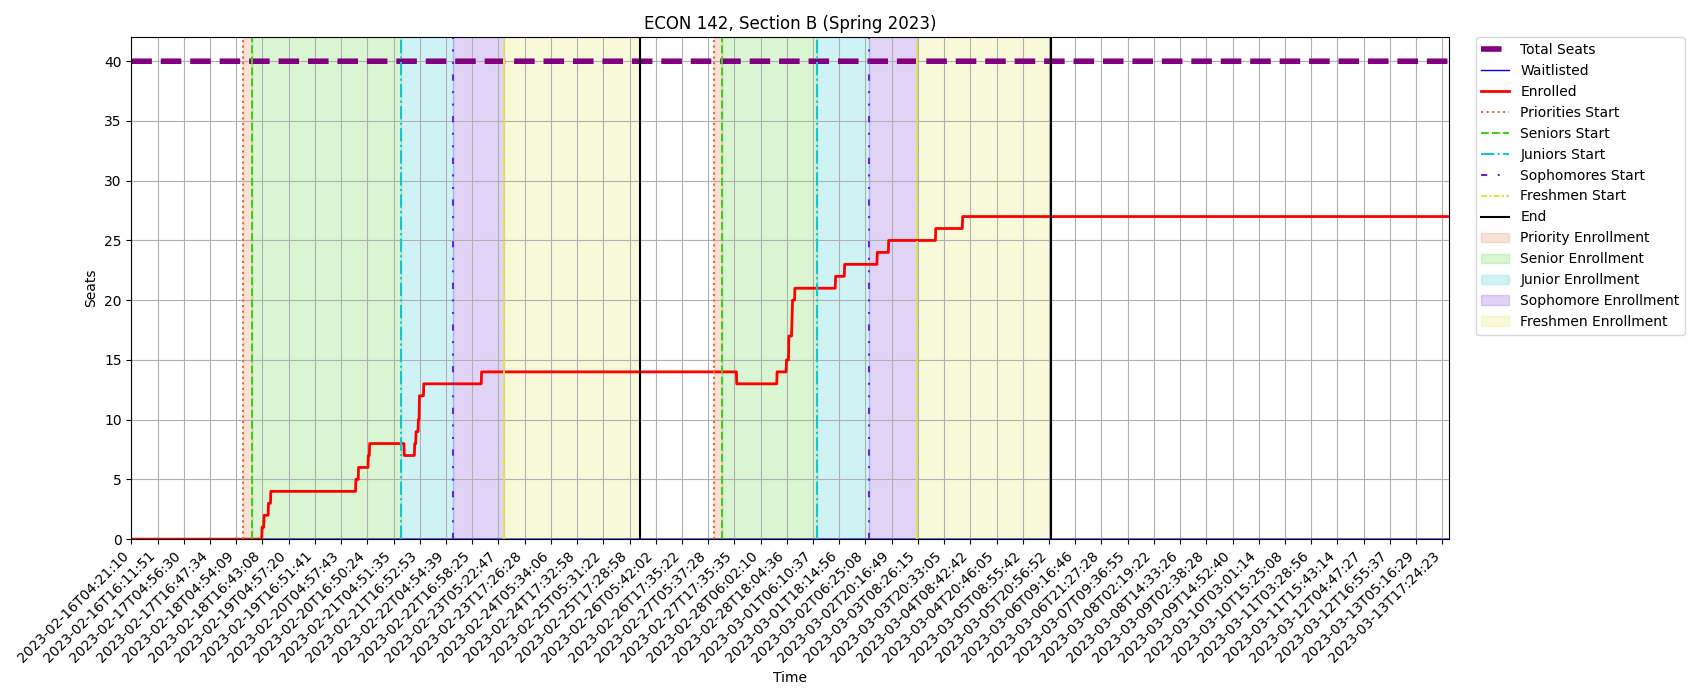 ECON 142, Section B (Spring 2023)
Total Seats
Waitlisted
Enrolled
Priorities Start
Seniors Start
Juniors Start
Sophomores Start
Freshmen Start
End
Priority Enrollment
Senior Enrollment
Junior Enrollment
Sophomore Enrollment
Freshmen Enrollment
Seats
40
35
30
25
20
15
10
5
0
2023-02-16T04:21:10
2023-02-16T16:11:51
2023-02-17T04:56:30
2023-02-17T16:47:34
2023-02-18T04:54:09
2023-02-18T16:43:08
2023-02-19T04:57:20
2023-02-19T16:51:41
2023-02-20T04:57:43
2023-02-20T16:50:24
2023-02-21T04:51:35
2023-02-21T16:52:53
2023-02-22T04:54:39
2023-02-22T16:58:25
2023-02-23T05:22:47
2023-02-23T17:26:28
2023-02-24T05:34:06
2023-02-24T17:32:58
2023-02-25T05:31:22
2023-02-25T17:28:58
2023-02-26T05:42:02
2023-02-26T17:35:22
2023-02-27T05:37:28
2023-02-27T17:35:35
2023-02-28T06:02:10
2023-02-28T18:04:36
2023-03-01T06:10:37
2023-03-01T18:14:56
2023-03-02T06:25:08
2023-03-02T20:16:49
2023-03-03T08:26:15
2023-03-03T20:33:05
2023-03-04T08:42:42
2023-03-04T20:46:05
2023-03-05T08:55:42
2023-03-05T20:56:52
2023-03-06T09:16:46
2023-03-06T21:27:28
2023-03-07T09:36:55
2023-03-08T02:19:22
2023-03-08T14:33:26
2023-03-09T02:38:28
2023-03-09T14:52:40
2023-03-10T03:01:14
2023-03-10T15:25:08
2023-03-11T03:28:56
2023-03-11T15:43:14
2023-03-12T04:47:27
2023-03-12T16:55:37
2023-03-13T05:16:29
2023-03-13T17:24:23
Time